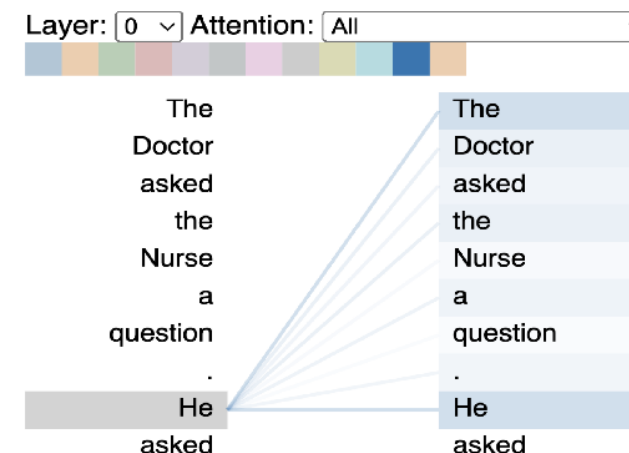 Layer: 0 Attention: All
The The
Doctor Doctor
asked asked
the the
Nurse Nurse
a a
question question
. .
He He
asked asked